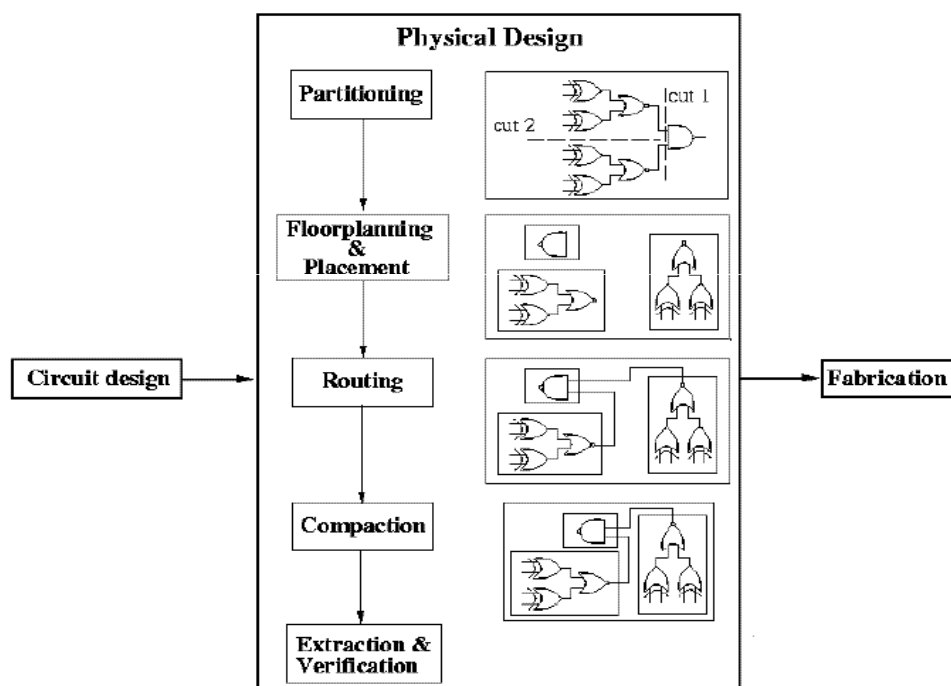 Physical Design
Partitioning
cut 1
cut 2
Floorplanning
&
Placement
Circuit design
Routing
Fabrication
Compaction
Extraction &
Verification